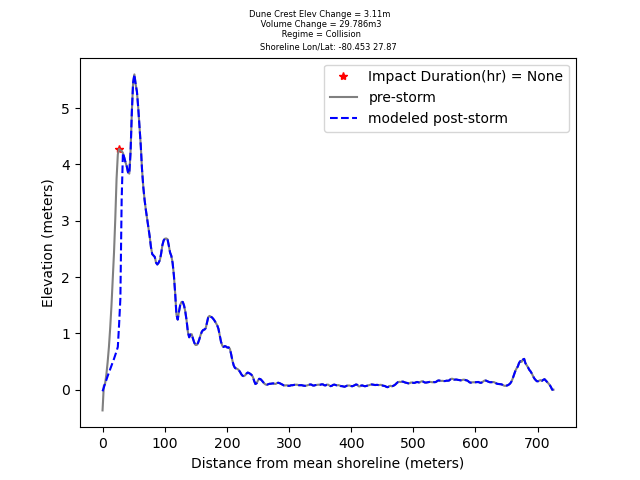 Dune Crest Elev Change = 3.11m
Volume Change = 29.786m3
Regime = Collision
Shoreline Lon/Lat: -80.453 27.87
Impact Duration(hr) = None
pre-storm
modeled post-storm
Elevation (meters)
5
4
3
2
1
0
0 100 200 300 400 500 600 700
Distance from mean shoreline (meters)